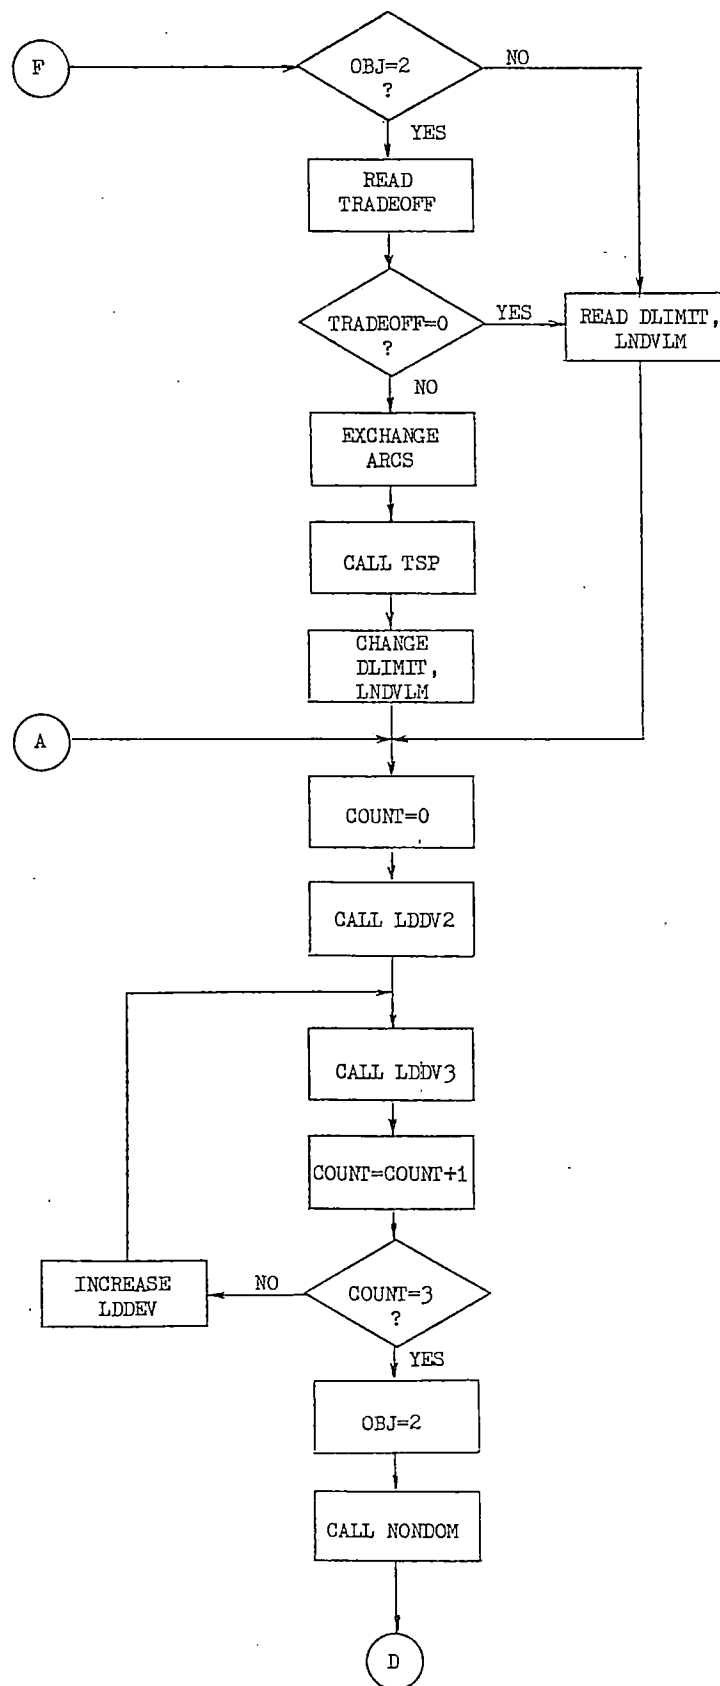 F
OBJ=2
?
NO
YES
READ
TRADEOFF
TRADEOFF=0
?
YES
READ DLIMIT,
LNDVLM
NO
EXCHANGE
ARCS
CALL TSP
CHANGE
DLIMIT,
LNDVLM
A
COUNT=0
CALL LDDV2
CALL LDDV3
COUNT=COUNT+1
INCREASE
LDDEV
NO
COUNT=3
?
YES
OBJ=2
CALL NONDOM
D